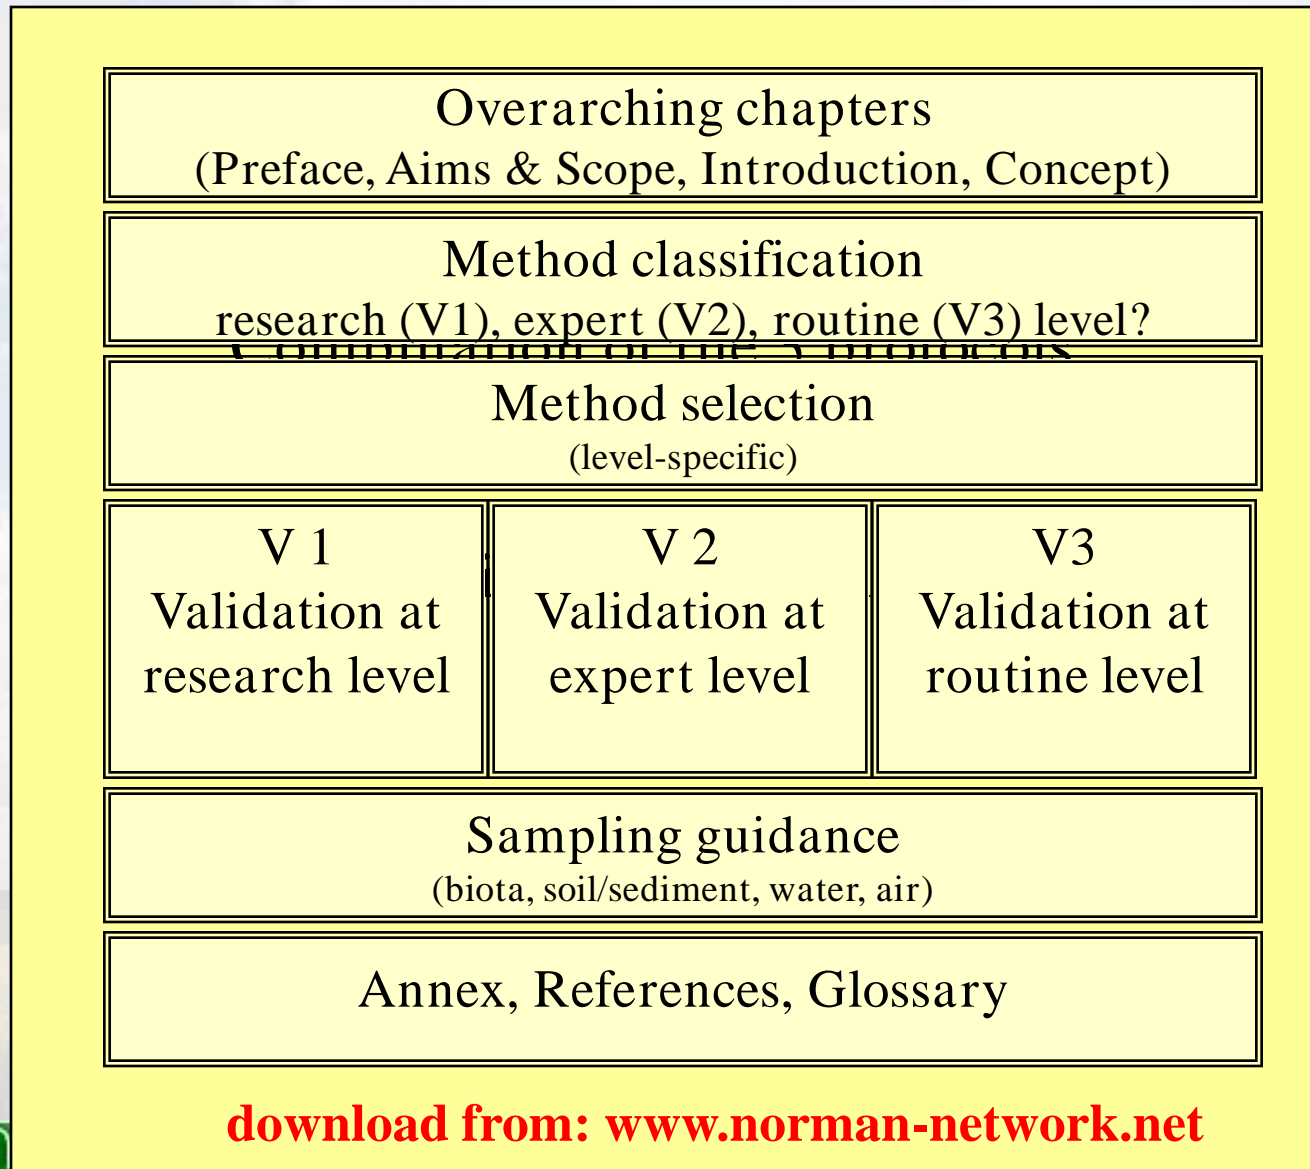 Overarching chapters
(Preface, Aims & Scope, Introduction, Concept)
Method classification
research (V1), expert (V2), routine (V3) level?
Method selection
(level-specific)
V 1
Validation at
research level
V 2
Validation at
expert level
V3
Validation at
routine level
Sampling guidance
(biota, soil/sediment, water, air)
Annex, References, Glossary
download from: www.norman-network.net